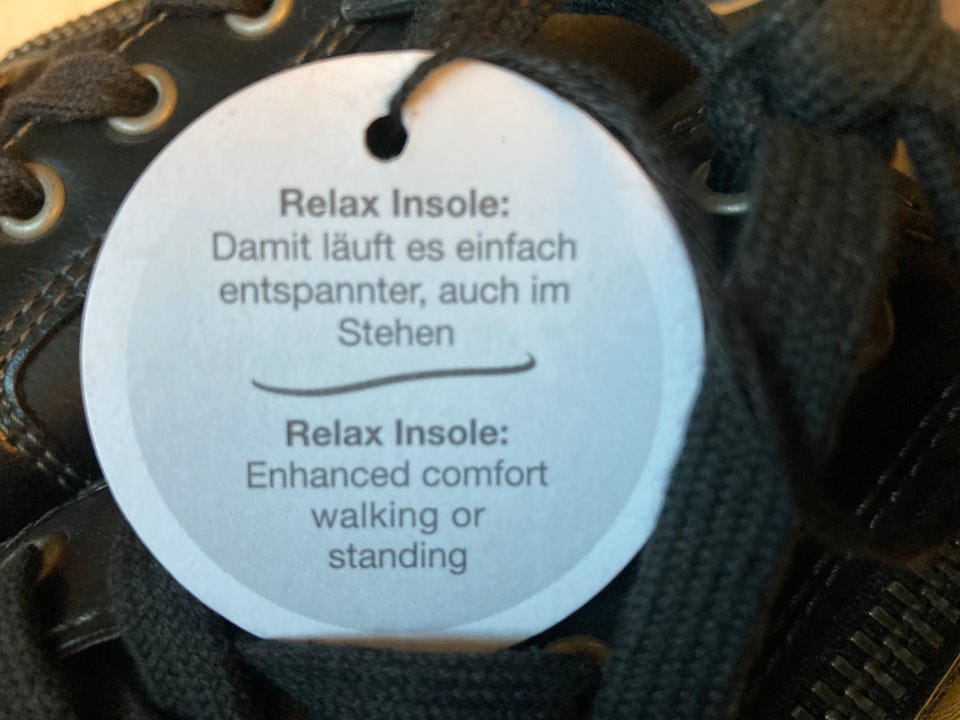 Relax Insole:
Damit läuft es einfach
entspannter, auch im
Stehen
Relax Insole:
Enhanced comfort
walking or
standing